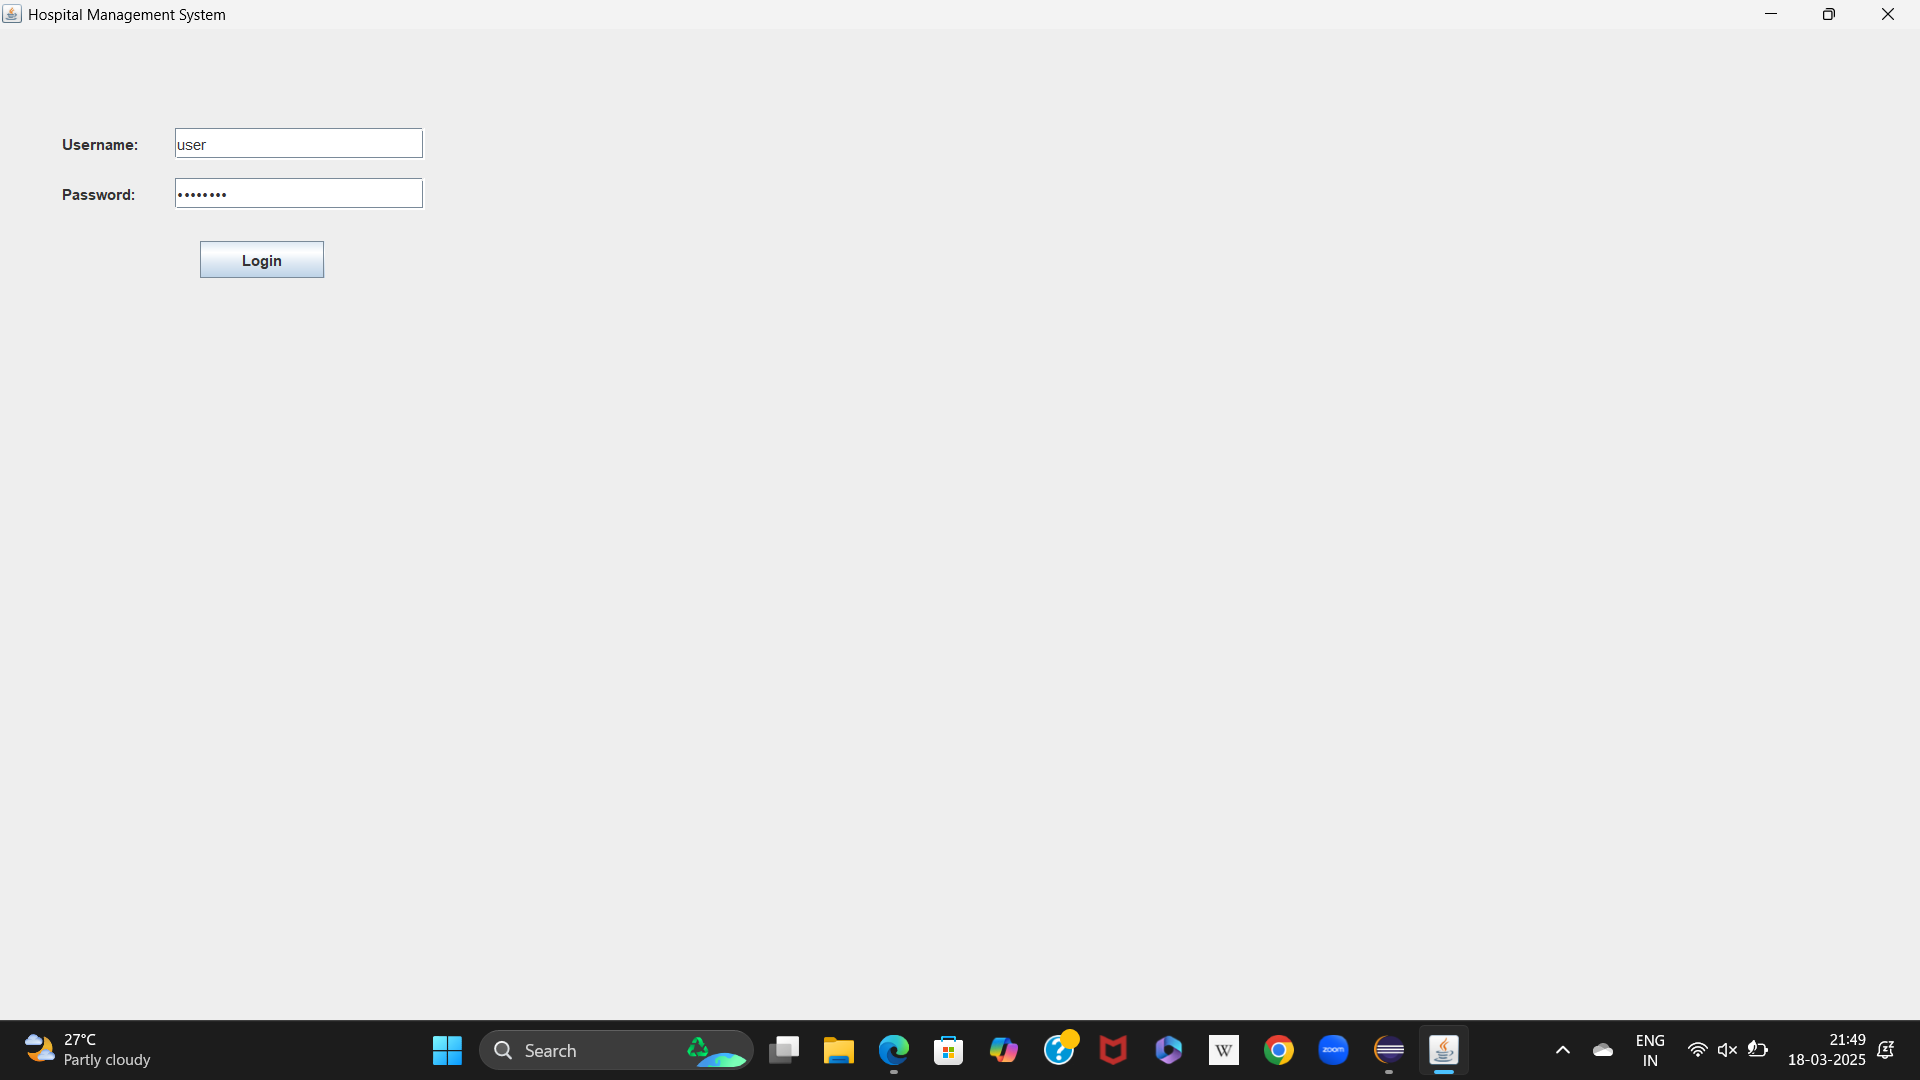 Hospital Management System
Username:
user
Password:
••••••••
Login
27°C
Partly cloudy
Search
W
zoom
ENG
IN
21:49
18-03-2025